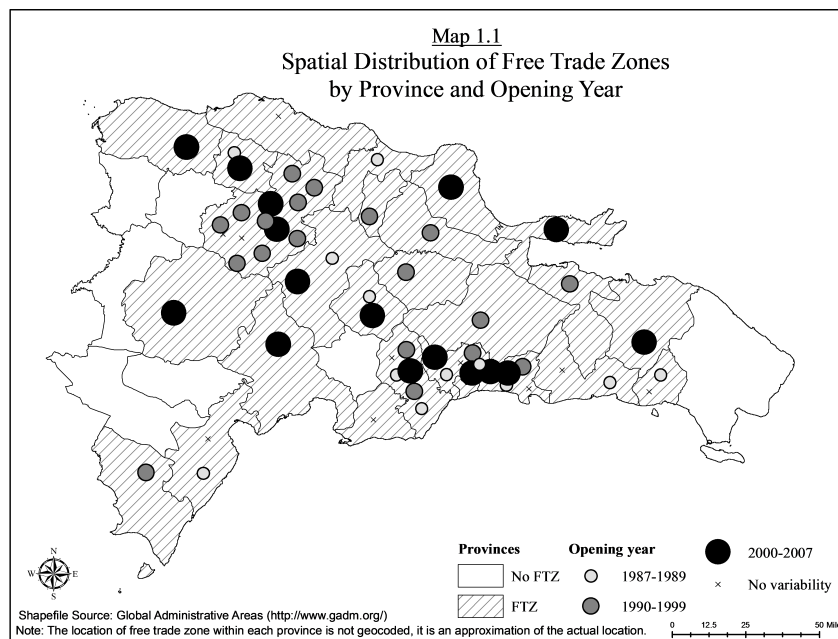 Map 1.1
Spatial Distribution of Free Trade Zones
by Province and Opening Year
N
W E
S
Provinces
No FTZ
FTZ
Opening year
1987-1989
1990-1999
2000-2007
No variability
Shapefile Source: Global Administrative Areas (http://www.gadm.org/)
Note: The location of free trade zone within each province is not geocoded, it is an approximation of the actual location.
0 12.5 25 50